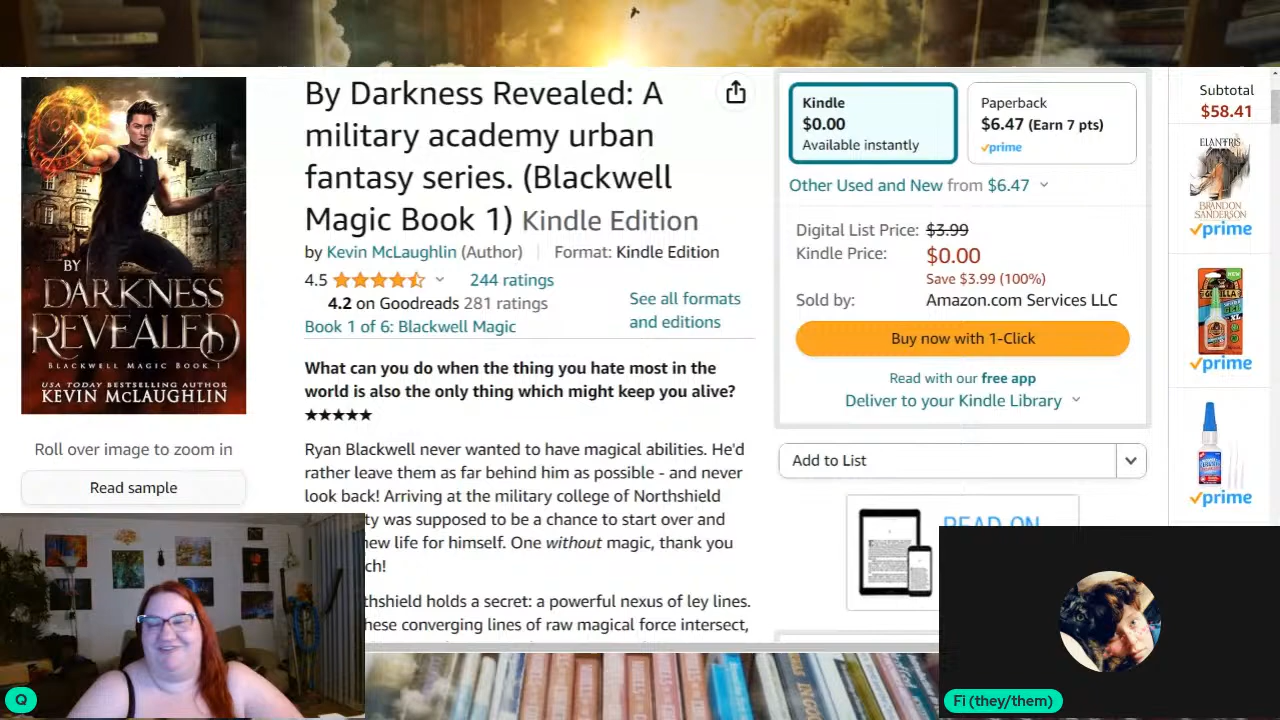 By Darkness Revealed: A
military academy urban
fantasy series. (Blackwell
Magic Book 1) Kindle Edition
by Kevin McLaughlin (Author) Format: Kindle Edition
4.5 244 ratings
4.2 on Goodreads 281 ratings
Book 1 of 6: Blackwell Magic
See all formats
and editions
What can you do when the thing you hate most in the
world is also the only thing which might keep you alive?
★★★★★
Ryan Blackwell never wanted to have magical abilities. He'd
rather leave them as far behind him as possible - and never
look back! Arriving at the military college of Northshield
ty was supposed to be a chance to start over and
new life for himself. One without magic, thank you
ch!
thshield holds a secret: a powerful nexus of ley lines.
hese converging lines of raw magical force intersect,
BY
DARKNESS
REVEALED
BLACKWELL MAGIC BOOK 1
USA TODAY BESTSELLING AUTHOR
KEVIN McLAUGHLIN
Roll over image to zoom in
Read sample
Kindle
$0.00
Available instantly
Paperback
$6.47 (Earn 7 pts)
prime
Other Used and New from $6.47
Digital List Price: $3.99
Kindle Price: $0.00
Save $3.99 (100%)
Sold by: Amazon.com Services LLC
Buy now with 1-Click
Read with our free app
Deliver to your Kindle Library
Add to List
READ ON
Subtotal
$58.41
ELANTRIS
BRANDON
SANDERSON
prime
prime
prime
Q
Fi (they/them)